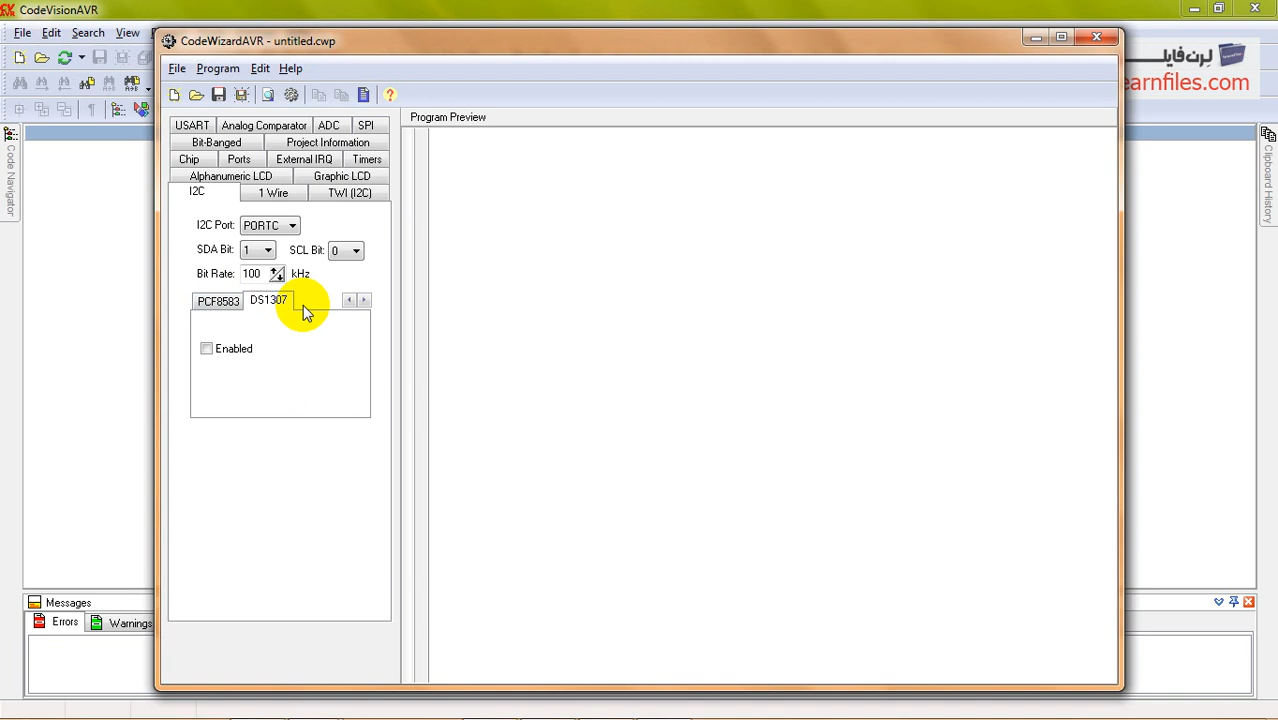 CodeVisionAVR
File Edit Search View
CodeWizardAVR - untitled.cwp
File Program Edit Help
لرن‌فایلز
earnfiles.com
USART Analog Comparator ADC SPI
Bit-Banged Project Information
Chip Ports External IRQ Timers
Alphanumeric LCD Graphic LCD
I2C 1 Wire TWI (I2C)
Program Preview
I2C Port: PORTC
SDA Bit: 1 SCL Bit: 0
Bit Rate: 100 kHz
PCF8583 DS1307
Enabled
Code Navigator
Clipboard History
Messages
Errors Warnings